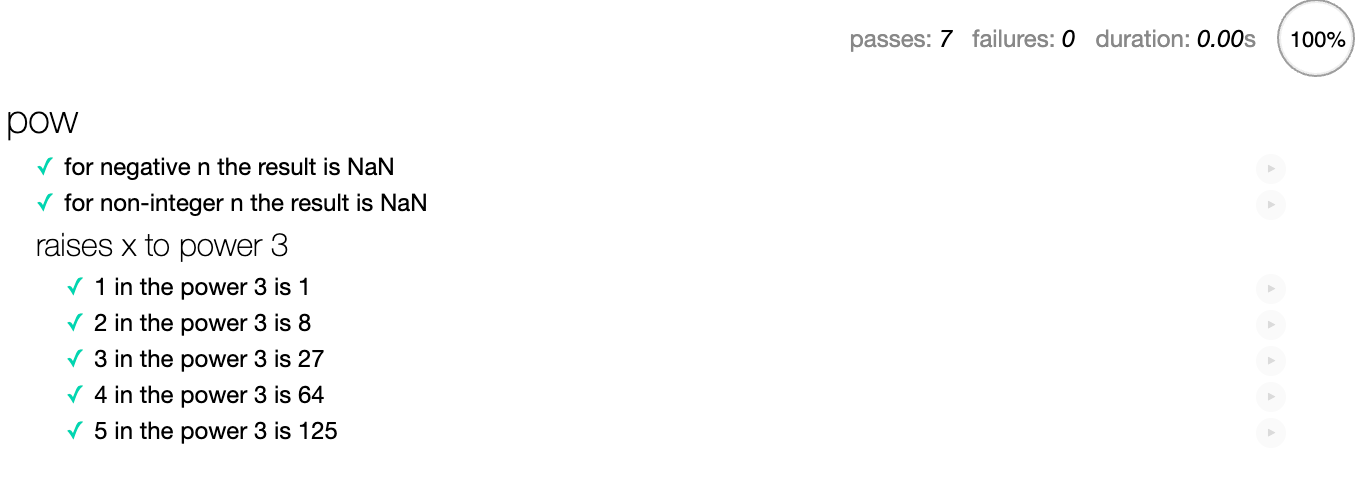 passes: 7 failures: 0 duration: 0.00s 100%
pow
✓ for negative n the result is NaN
✓ for non-integer n the result is NaN
raises x to power 3
✓ 1 in the power 3 is 1
✓ 2 in the power 3 is 8
✓ 3 in the power 3 is 27
✓ 4 in the power 3 is 64
✓ 5 in the power 3 is 125